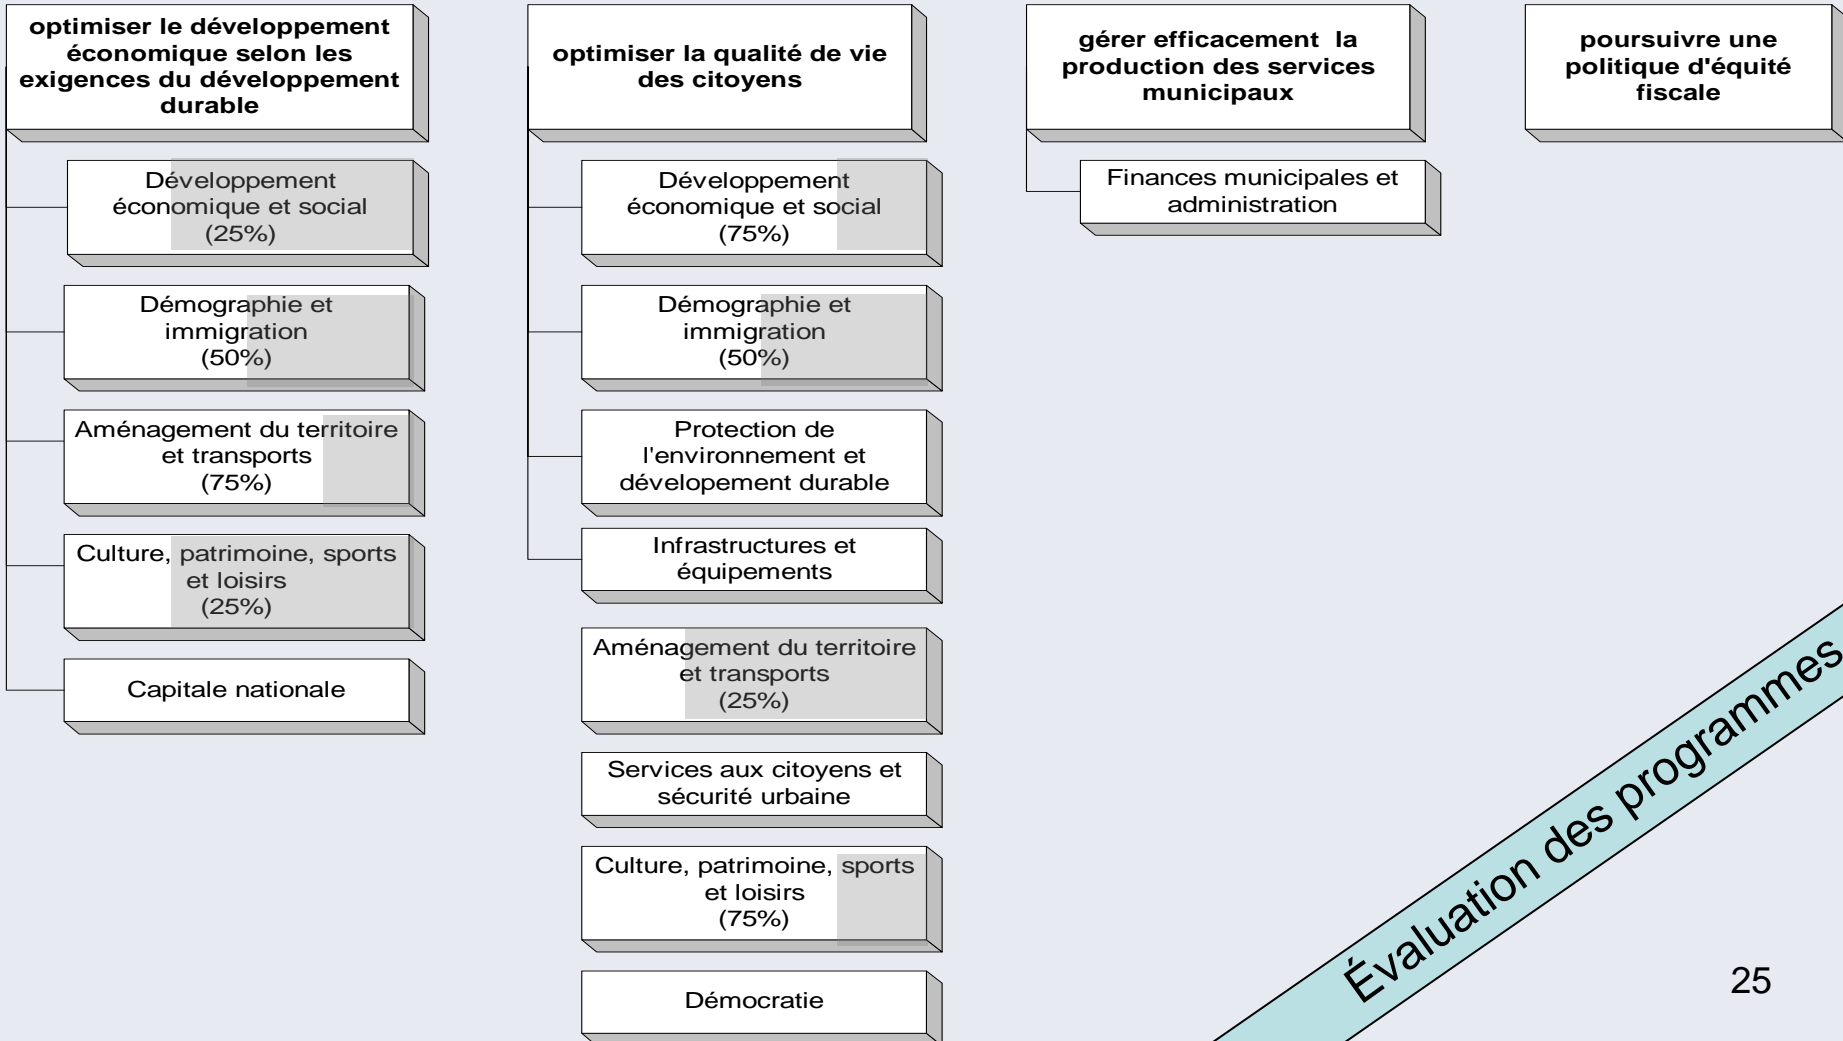 optimiser le développement
économique selon les
exigences du développement
durable
Développement
économique et social
(25%)
Démographie et
immigration
(50%)
Aménagement du territoire
et transports
(75%)
Culture, patrimoine, sports
et loisirs
(25%)
Capitale nationale
optimiser la qualité de vie
des citoyens
Développement
économique et social
(75%)
Démographie et
immigration
(50%)
Protection de
l'environnement et
dévelopement durable
Infrastructures et
équipements
Aménagement du territoire
et transports
(25%)
Services aux citoyens et
sécurité urbaine
Culture, patrimoine, sports
et loisirs
(75%)
Démocratie
gérer efficacement la
production des services
municipaux
Finances municipales et
administration
poursuivre une
politique d'équité
fiscale
Évaluation des programmes
25